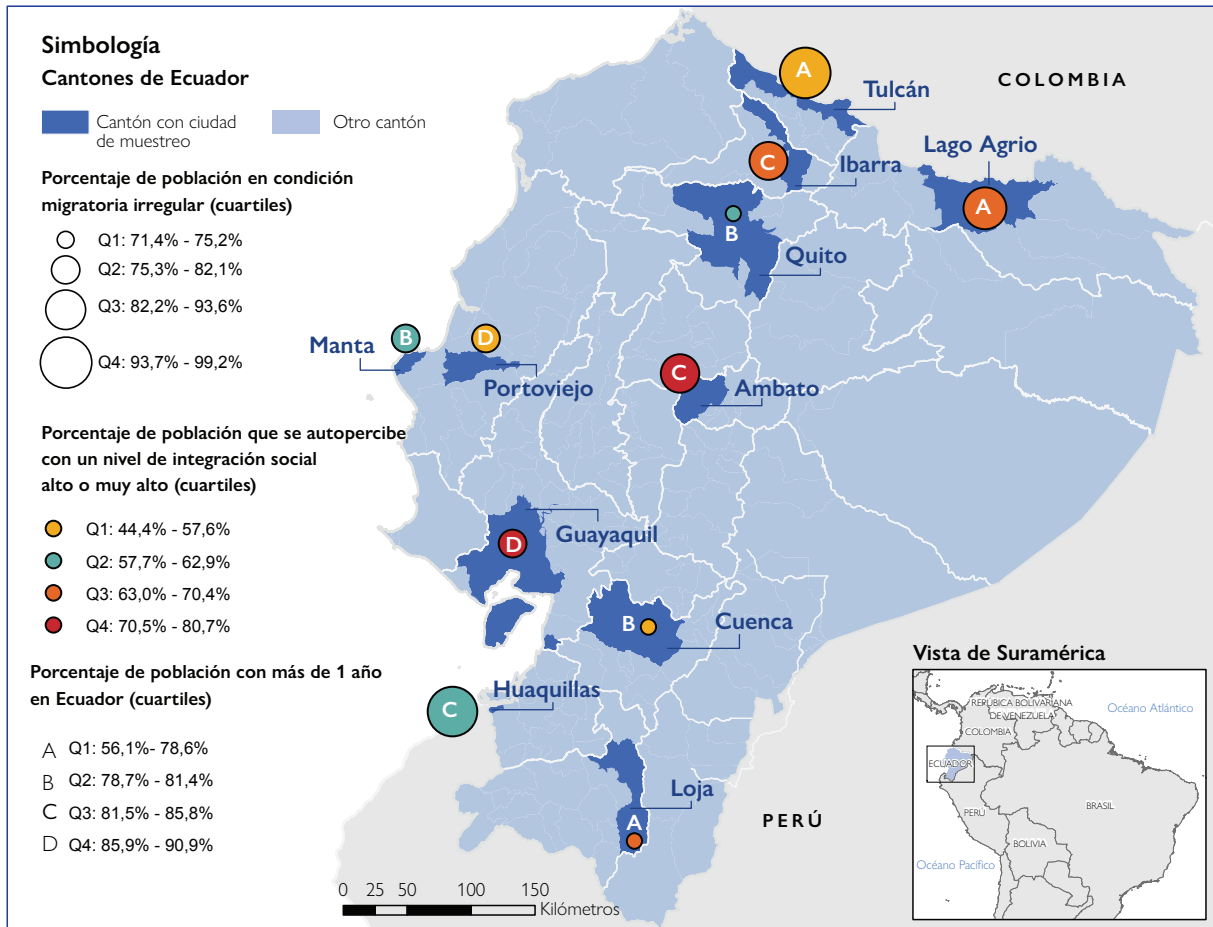 Simbología
Cantones de Ecuador
Cantón con ciudad
de muestreo
Otro cantón
Porcentaje de población en condición
migratoria irregular (cuartiles)
Q1: 71,4% - 75,2%
Q2: 75,3% - 82,1%
Q3: 82,2% - 93,6%
Q4: 93,7% - 99,2%
Porcentaje de población que se autopercibe
con un nivel de integración social
alto o muy alto (cuartiles)
Q1: 44,4% - 57,6%
Q2: 57,7% - 62,9%
Q3: 63,0% - 70,4%
Q4: 70,5% - 80,7%
Porcentaje de población con más de 1 año
en Ecuador (cuartiles)
A Q1: 56,1%- 78,6%
B Q2: 78,7% - 81,4%
C Q3: 81,5% - 85,8%
D Q4: 85,9% - 90,9%
COLOMBIA
A
Tulcán
C
Ibarra
Lago Agrio
A
B
Quito
B
Manta
D
Portoviejo
C
Ambato
Guayaquil
D
B
Cuenca
Huaquillas
C
Loja
A
PERÚ
0 25 50 100 150
Kilómetros
Vista de Suramérica
REPÚBLICA BOLIVARIANA
DE VENEZUELA
Océano Atlántico
COLOMBIA
ECUADOR
PERÚ
BRASIL
BOLIVIA
Océano Pacífico